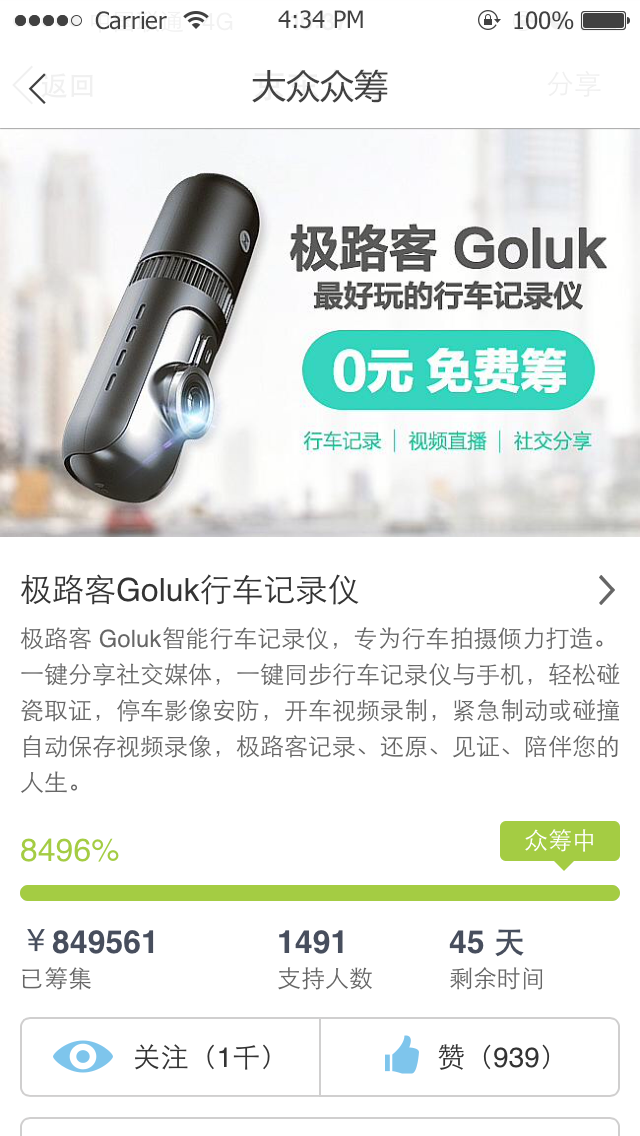 Carrier 4:34 PM 100%
返回 大众众筹 分享
极路客 Goluk
最好玩的行车记录仪
0元 免费筹
行车记录 | 视频直播 | 社交分享
极路客Goluk行车记录仪
极路客 Goluk智能行车记录仪，专为行车拍摄倾力打造。
一键分享社交媒体，一键同步行车记录仪与手机，轻松碰
瓷取证，停车影像安防，开车视频录制，紧急制动或碰撞
自动保存视频录像，极路客记录、还原、见证、陪伴您的
人生。
8496%
众筹中
￥849561 1491 45 天
已筹集 支持人数 剩余时间
关注（1千） 赞（939）